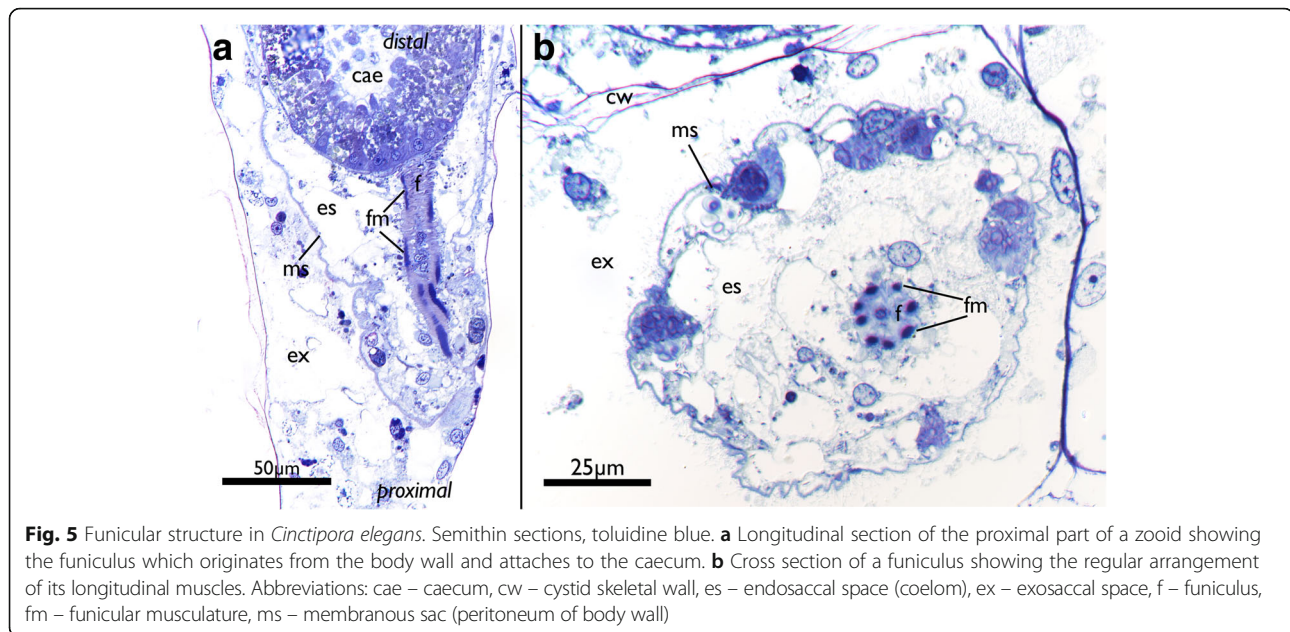 a
distal
cae
f
es
fm
ms
ex
50µm
proximal
b
cw
ms
ex
es
f
fm
25µm
Fig. 5 Funicular structure in Cinctipora elegans. Semithin sections, toluidine blue. a Longitudinal section of the proximal part of a zooid showing
the funiculus which originates from the body wall and attaches to the caecum. b Cross section of a funiculus showing the regular arrangement
of its longitudinal muscles. Abbreviations: cae – caecum, cw – cystid skeletal wall, es – endosaccal space (coelom), ex – exosaccal space, f – funiculus,
fm – funicular musculature, ms – membranous sac (peritoneum of body wall)